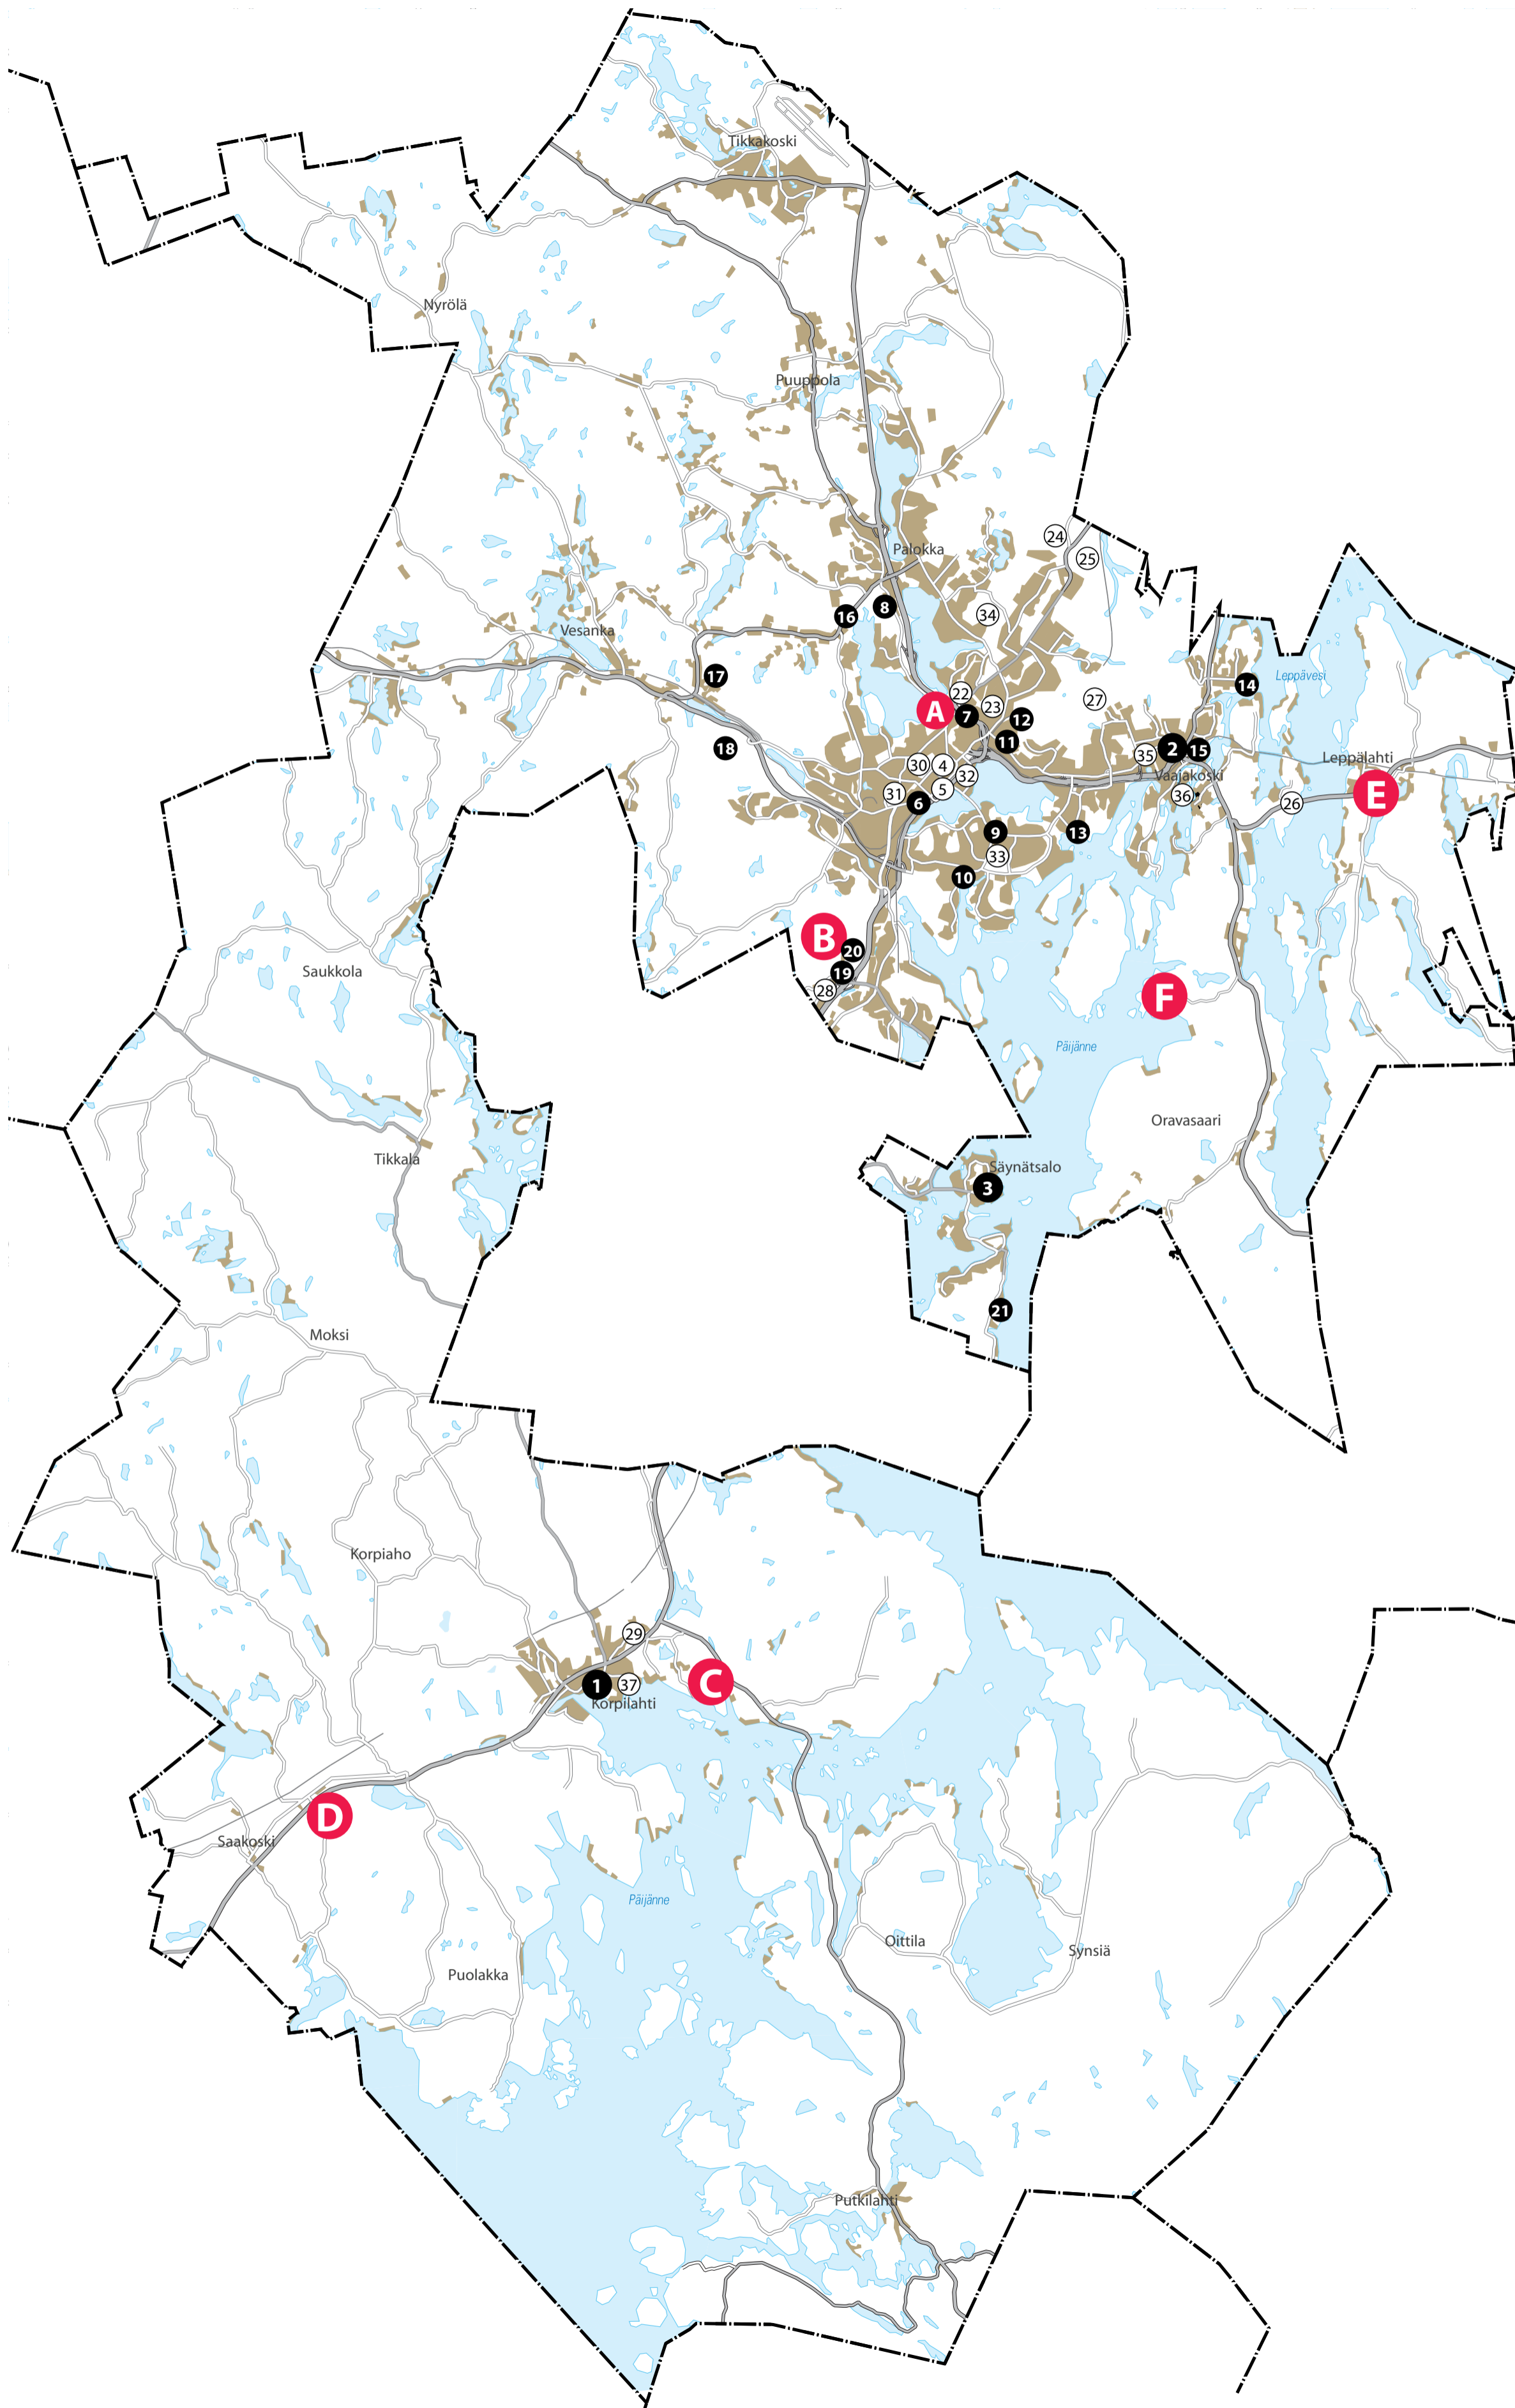 Tikkakoski
Nyrölä
Puuppola
24
Palokka
25
8
16
34
Vesanka
17
Leppävesi
14
22
27
A
23
7
12
11
18
2
15
35
Leppälahti
30
4
32
Vaajakoski
5
31
36
E
6
26
9
13
33
10
B
20
Saukkola
19
28
F
Päijänne
Oravasaari
Tikkala
Säynätsalo
3
21
Moksi
Korpiaho
29
C
1
37
Korpilahti
D
Saakoski
Päijänne
Oittila
Synsiä
Puolakka
Putkilahti